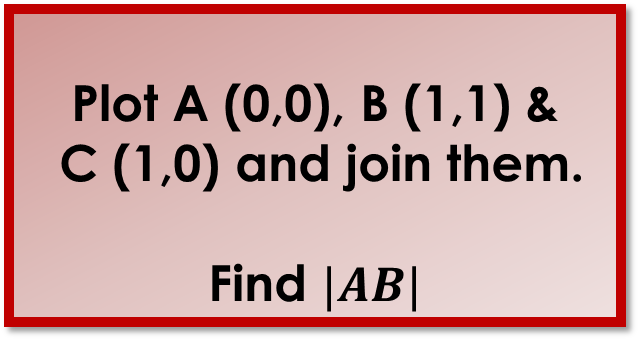 Plot A (0,0), B (1,1) &
C (1,0) and join them.
Find |AB|